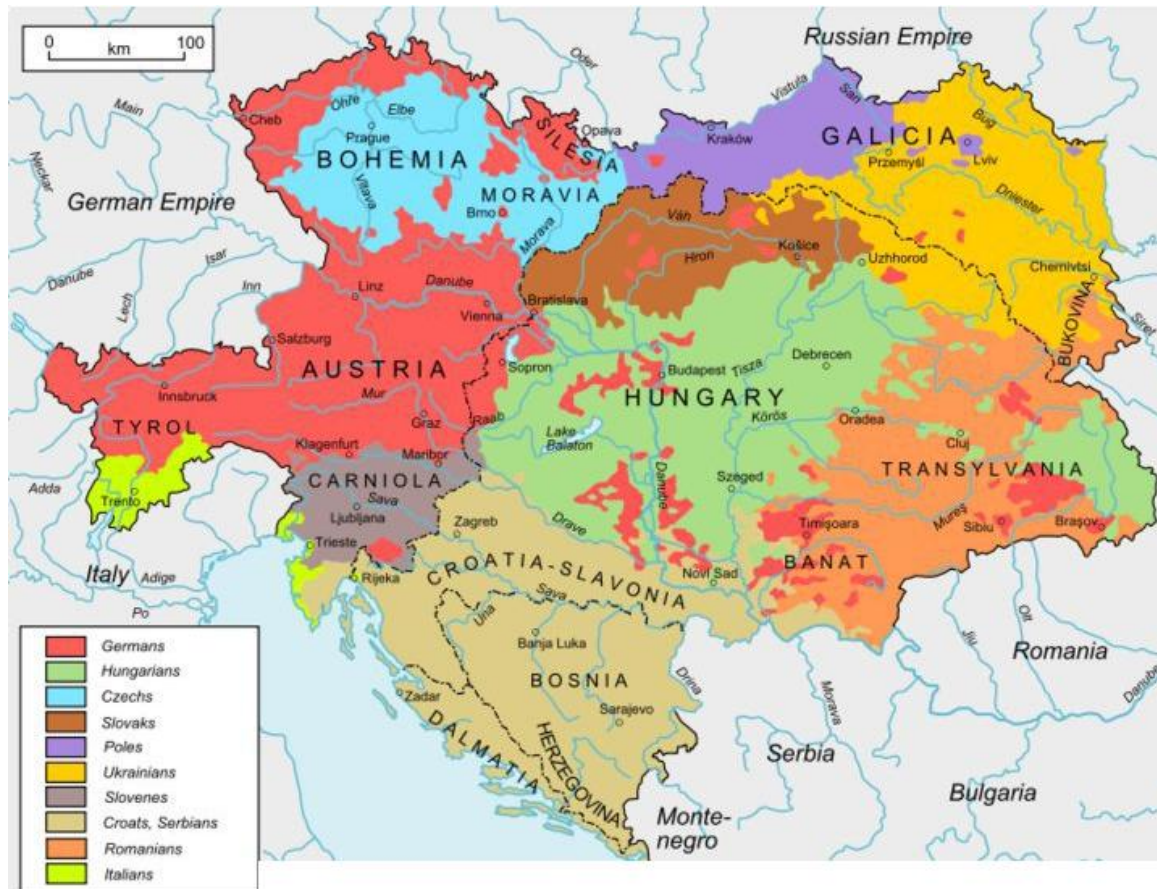 0 100
km
Russian Empire
Oder
Vistula
San
Bug
Main
Neckar
Cheb
Ohře
Elbe
Prague
BOHEMIA
Vltava
SILESIA
Opava
MORAVIA
Brno
Morava
Kraków
GALICIA
Przemyśl
Lviv
Dniester
German Empire
Danube
Isar
Lech
Inn
Linz
Danube
Vienna
Bratislava
Váh
Hron
Košice
Uzhhorod
Chernivtsi
BUKOVINA
Siret
Salzburg
AUSTRIA
Sopron
Budapest
Tisza
Debrecen
Innsbruck
Mur
Graz
Raab
HUNGARY
Körös
Oradea
Cluj
TYROL
Klagenfurt
Maribor
Lake
Balaton
Danube
Szeged
TRANSYLVANIA
Adda
Trento
CARNIOLA
Sava
Ljubljana
Zagreb
Drave
Timişoara
Mureş
Sibiu
Braşov
Italy
Adige
Po
Trieste
Rijeka
CROATIA-SLAVONIA
Novi Sad
BANAT
Sava
Una
Banja Luka
BOSNIA
Drina
Sarajevo
Zadar
DALMATIA
HERZEGOVINA
Monte-
negro
Serbia
Morava
Jiu
Olt
Romania
Danube
Bulgaria
Germans
Hungarians
Czechs
Slovaks
Poles
Ukrainians
Slovenes
Croats, Serbians
Romanians
Italians